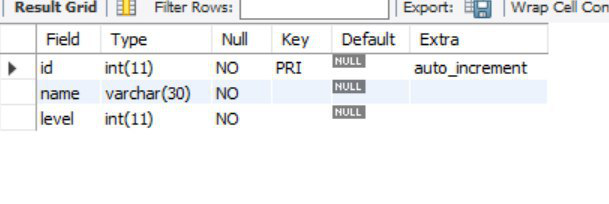 Result Grid Filter Rows: Export: Wrap Cell Con
Field Type Null Key Default Extra
id int(11) NO PRI NULL auto_increment
name varchar(30) NO NULL
level int(11) NO NULL